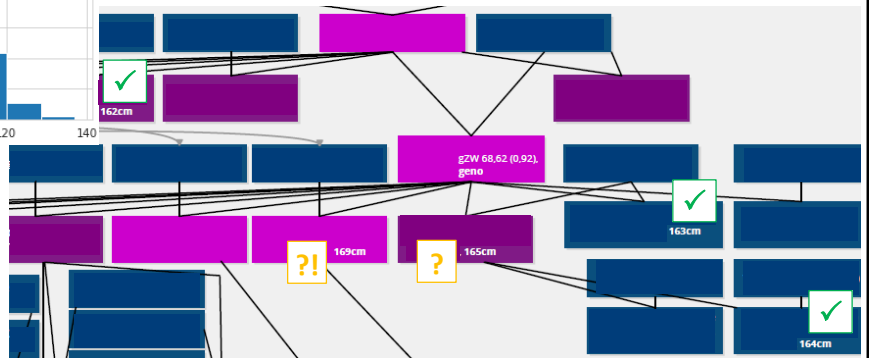 ✓
162cm
120 140
gZW 68,62 (0,92),
geno
✓
163cm
?! 169cm
? , 165cm
✓
164cm